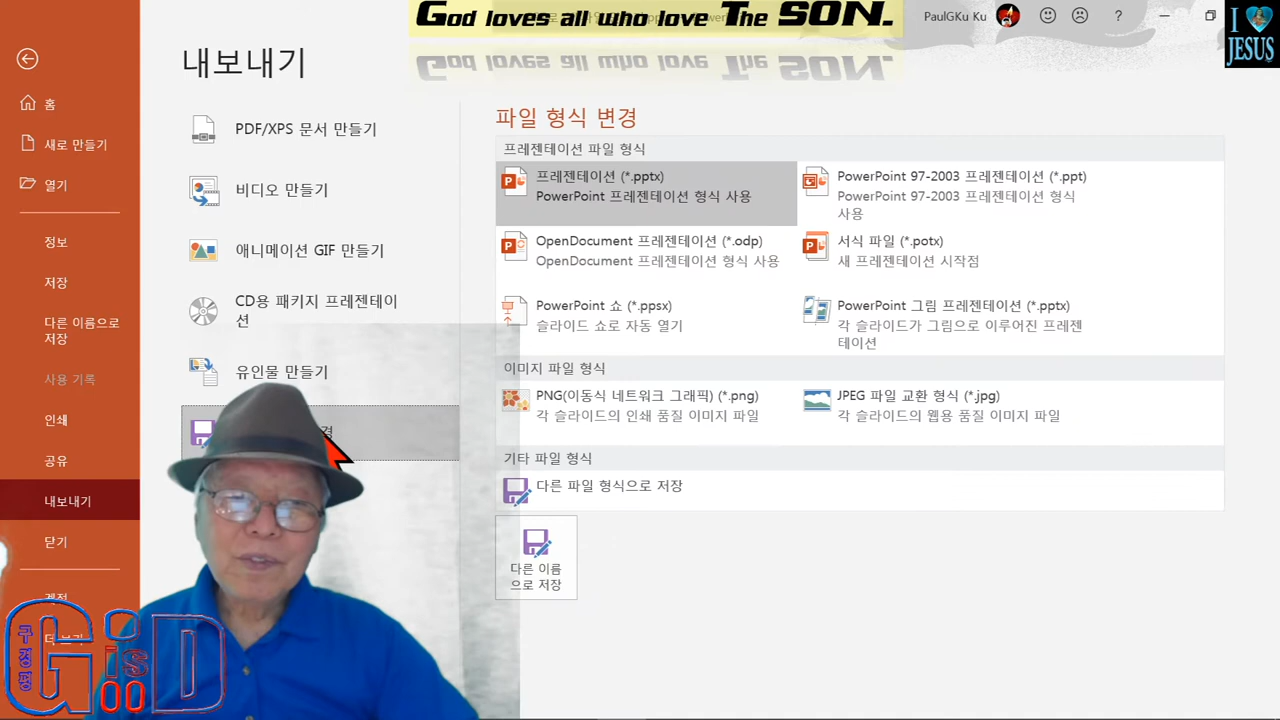 God loves all who love The SON.
PaulGKu Ku
?
I
JESUS
내보내기
홈
새로 만들기
열기
정보
저장
다른 이름으로
저장
사용 기록
인쇄
공유
내보내기
닫기
계정
PDF/XPS 문서 만들기
비디오 만들기
애니메이션 GIF 만들기
CD용 패키지 프레젠테이
션
유인물 만들기
경
파일 형식 변경
프레젠테이션 파일 형식
프레젠테이션 (*.pptx)
PowerPoint 프레젠테이션 형식 사용
PowerPoint 97-2003 프레젠테이션 (*.ppt)
PowerPoint 97-2003 프레젠테이션 형식
사용
OpenDocument 프레젠테이션 (*.odp)
OpenDocument 프레젠테이션 형식 사용
서식 파일 (*.potx)
새 프레젠테이션 시작점
PowerPoint 쇼 (*.ppsx)
슬라이드 쇼로 자동 열기
PowerPoint 그림 프레젠테이션 (*.pptx)
각 슬라이드가 그림으로 이루어진 프레젠
테이션
이미지 파일 형식
PNG(이동식 네트워크 그래픽) (*.png)
각 슬라이드의 인쇄 품질 이미지 파일
JPEG 파일 교환 형식 (*.jpg)
각 슬라이드의 웹용 품질 이미지 파일
기타 파일 형식
다른 파일 형식으로 저장
다른 이름
으로 저장
G is D